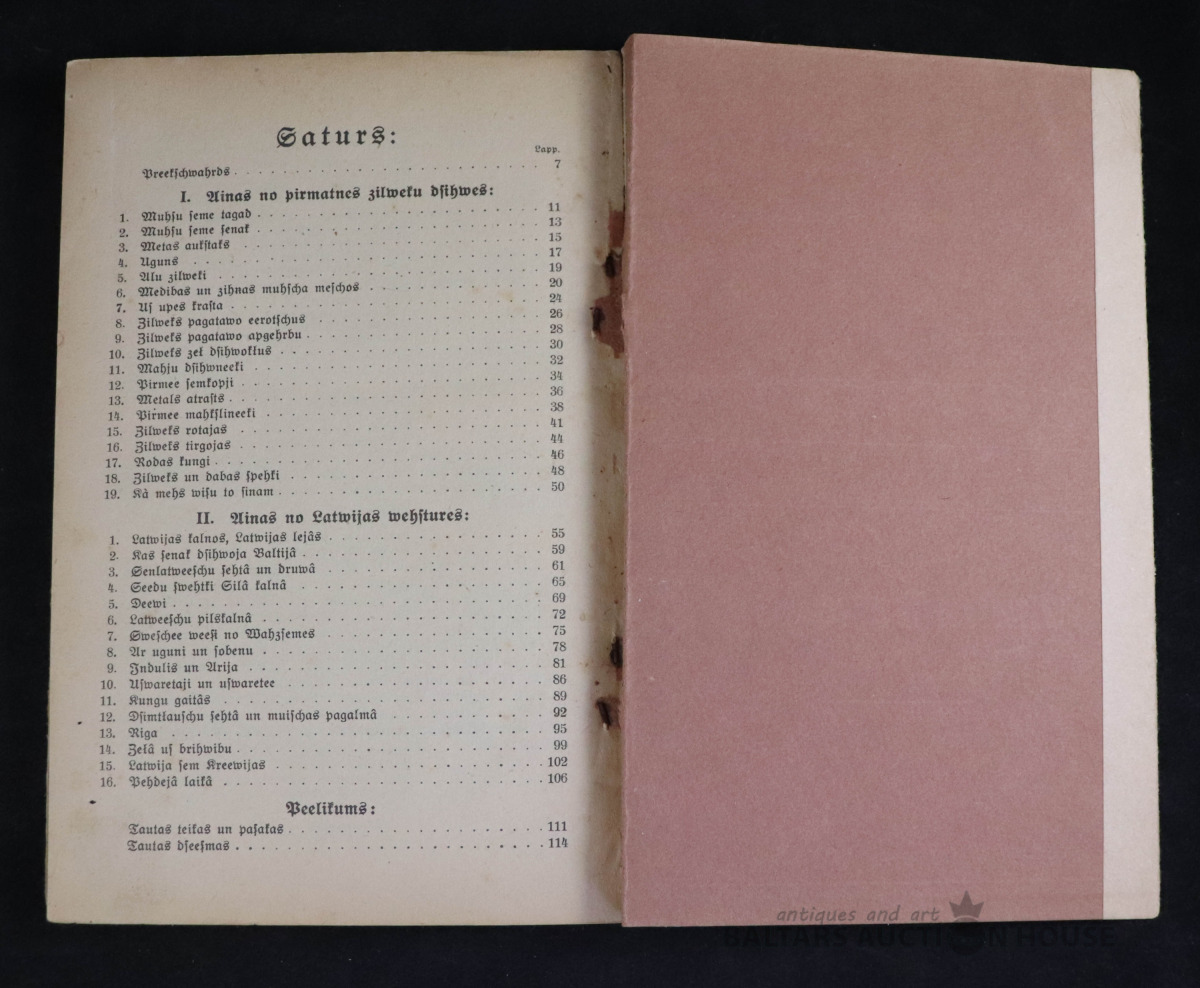 Saturs:
Lapp.
Preekſchwahrds 7
I. Ainas no pirmatnes zilweku dſihwes:
1. Muhſu ſeme tagad 11
2. Muhſu ſeme ſenak 13
3. Metas aukſtaks 15
4. Uguns 17
5. Alu zilweki 19
6. Medibas un zihnas muhſcha meſchos 20
7. Uſ upes kraſta 24
8. Zilweks pagatawo eerotſchus 26
9. Zilweks pagatawo apgehrbu 28
10. Zilweks zeļ dſihwokļus 30
11. Mahju dſihwneeki 32
12. Pirmee ſemkopji 34
13. Metals atraſts 36
14. Pirmee mahkſlineeki 38
15. Zilweks rotajas 41
16. Zilweks tirgojas 44
17. Rodas kungi 46
18. Zilweks un dabas ſpehki 48
19. Kà mehs wiſu to ſinam 50
II. Ainas no Latwijas wehſtures:
1. Latwijas kalnos, Latwijas lejâs 55
2. Kas ſenak dſihwoja Baltijâ 59
3. Senlatweeſchu ſehtâ un druwâ 61
4. Seedu ſwehtki Silâ kalnâ 65
5. Deewi 69
6. Latweeſchu pilskalnâ 72
7. Sweſchee weeſi no Wahzſemes 75
8. Ar uguni un ſobenu 78
9. Indulis un Arija 81
10. Uſwaretaji un uſwaretee 86
11. Kungu gaitâs 89
12. Dſimtlauſchu ſehtâ un muiſchas pagalmâ 92
13. Riga 95
14. Zeļâ uſ brihwibu 99
15. Latwija ſem Kreewijas 102
16. Pehdejâ laikâ 106
Peelikums:
Tautas teikas un paſakas 111
Tautas dſeeſmas 114
antiques and art
BALTARS AUCTION HOUSE